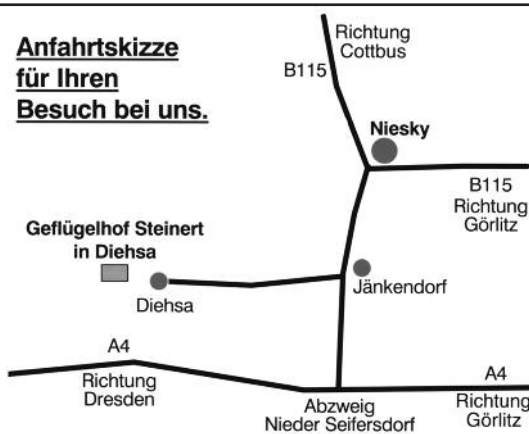 Anfahrtskizze
für Ihren
Besuch bei uns.
Richtung
Cottbus
B115
Niesky
B115
Richtung
Görlitz
Geflügelhof Steinert
in Diehsa
Diehsa
Jänkendorf
A4
Richtung
Dresden
Abzweig
Nieder Seifersdorf
A4
Richtung
Görlitz